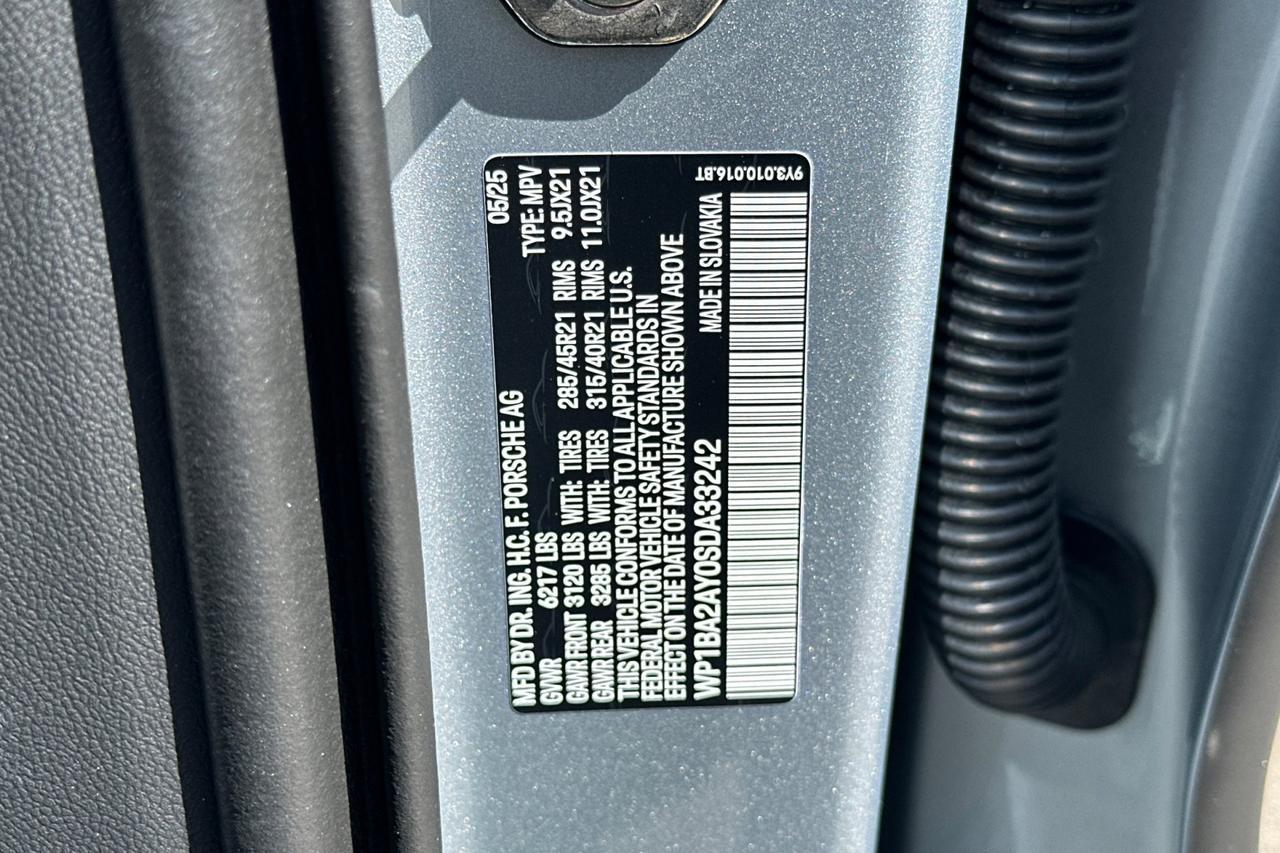 MFD BY DR. ING. H.C. F. PORSCHE AG 05/25
GVWR 6217 LBS TYPE: MPV
GAWR FRONT 3120 LBS WITH: TIRES 285/45R21 RIMS 9.5JX21
GAWR REAR 3285 LBS WITH: TIRES 315/40R21 RIMS 11.0JX21
THIS VEHICLE CONFORMS TO ALL APPLICABLE U.S.
FEDERAL MOTOR VEHICLE SAFETY STANDARDS IN
EFFECT ON THE DATE OF MANUFACTURE SHOWN ABOVE
WP1BA2AY0SDA33242 MADE IN SLOVAKIA
9Y3.010.016.BT